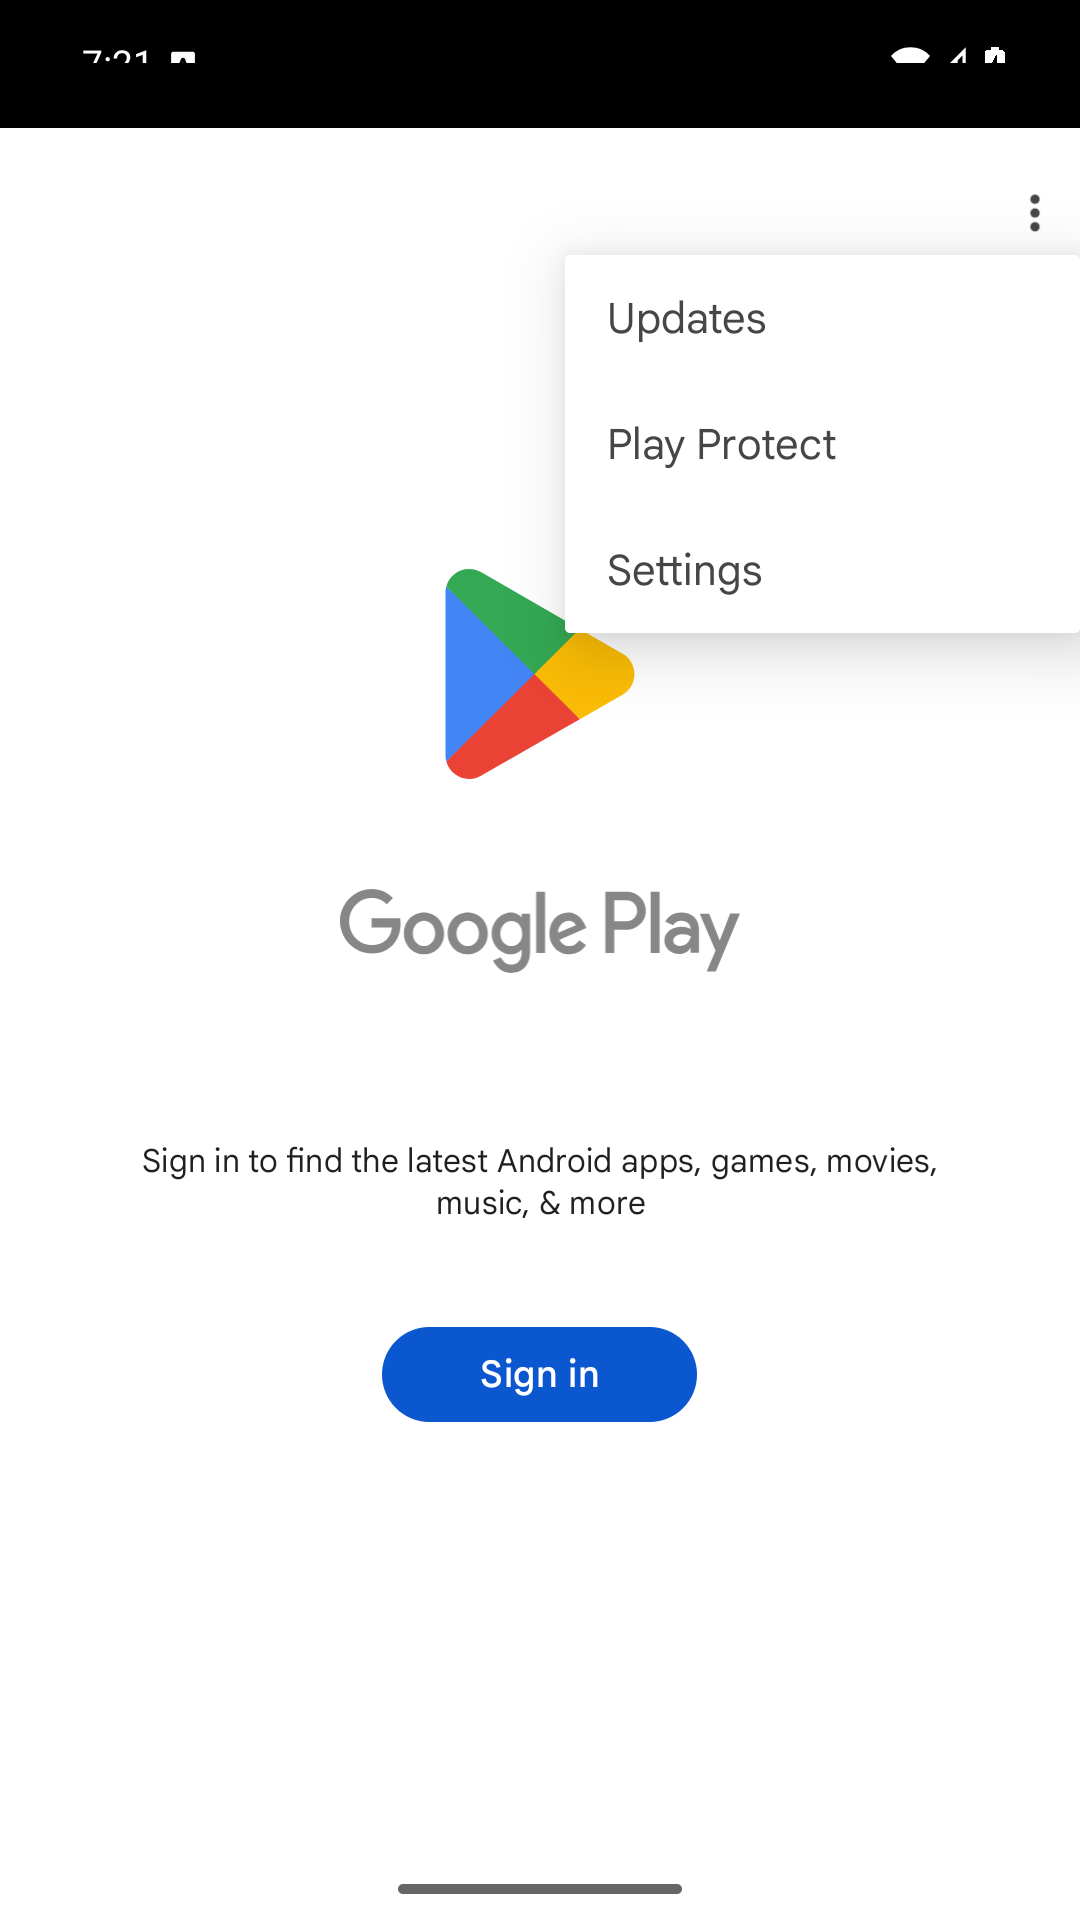 Updates
Play Protect
Settings
Google Play
Sign in to find the latest Android apps, games, movies,
music, & more
Sign in